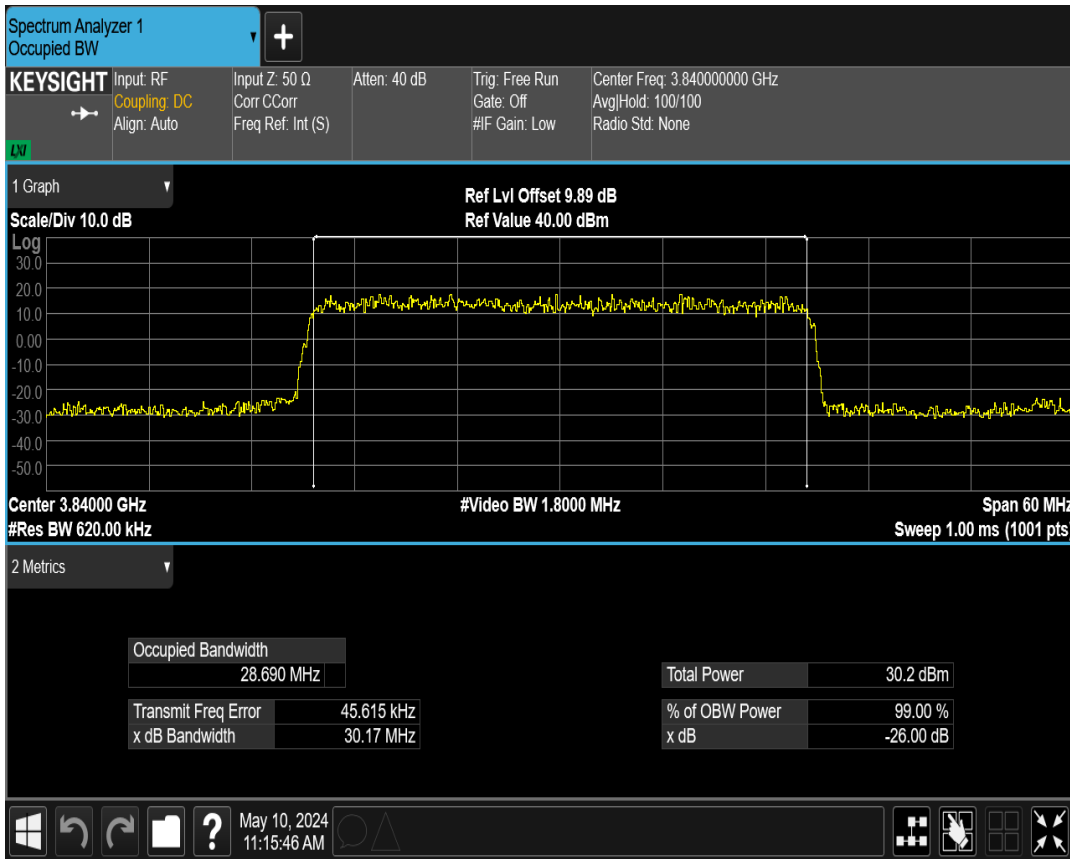 Spectrum Analyzer 1
Occupied BW
+
KEYSIGHT
LXI
Input: RF
Coupling: DC
Align: Auto
Input Z: 50 Ω
Corr CCorr
Freq Ref: Int (S)
Atten: 40 dB
Trig: Free Run
Gate: Off
#IF Gain: Low
Center Freq: 3.840000000 GHz
Avg|Hold: 100/100
Radio Std: None
1 Graph
Scale/Div 10.0 dB
Ref Lvl Offset 9.89 dB
Ref Value 40.00 dBm
Log
30.0
20.0
10.0
0.00
-10.0
-20.0
-30.0
-40.0
-50.0
Center 3.84000 GHz
#Video BW 1.8000 MHz
Span 60 MHz
#Res BW 620.00 kHz
Sweep 1.00 ms (1001 pts)
2 Metrics
Occupied Bandwidth
28.690 MHz
Total Power 30.2 dBm
Transmit Freq Error 45.615 kHz
% of OBW Power 99.00 %
x dB Bandwidth 30.17 MHz
x dB -26.00 dB
?
May 10, 2024
11:15:46 AM